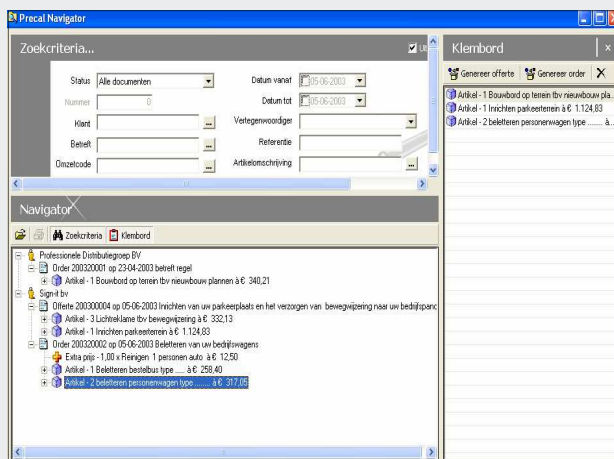 Precal Navigator
Zoekcriteria...
Status Alle documenten Datum vanaf 05-06-2003
Nummer 0 Datum tot 05-06-2003
Klant ... Vertegenwoordiger
Betreft ... Referentie
Omzetcode ... Artikelomschrijving ...
Navigator
Zoekcriteria Klembord
Professionele Distributiegroep BV
Order 200320001 op 23-04-2003 betreft regel
Artikel - 1 Bouwbord op terrein tbv nieuwbouw plannen à € 340,21
Sign-it bv
Offerte 200300004 op 05-06-2003 Inrichten van uw parkeerplaats en het verzorgen van bewegwijzering naar uw bedrijfspand
Artikel - 3 Lichtreklame tbv bewegwijzering à € 332,13
Artikel - 1 Inrichten parkeerterrein à € 1.124,83
Order 200320002 op 05-06-2003 Beletteren van uw bedrijfswagens
Extra prijs - 1,00 x Reinigen 1 personen auto à € 12,50
Artikel - 1 Beletteren bestelbus type ..... à € 258,40
Artikel - 2 beletteren personenwagen type ........ à € 317,05
Klembord
Genereer offerte Genereer order
Artikel - 1 Bouwbord op terrein tbv nieuwbouw pla...
Artikel - 1 Inrichten parkeerterrein à € 1.124,83
Artikel - 2 beletteren personenwagen type ........ à...